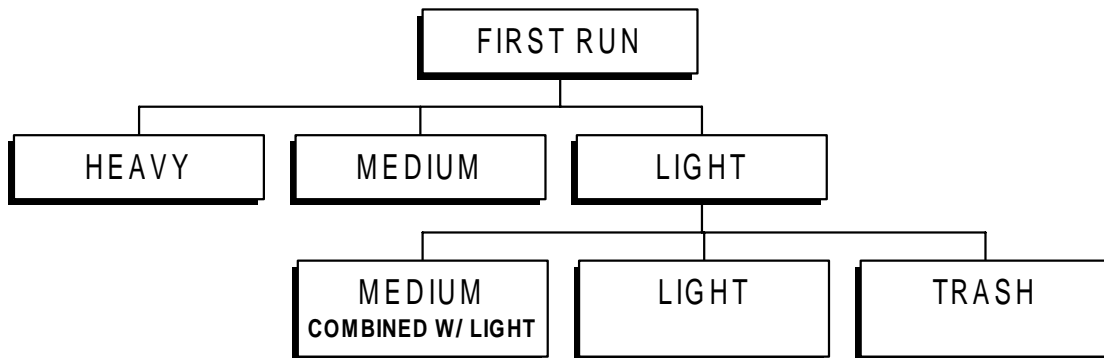 FIRST RUN
HEAVY
MEDIUM
LIGHT
MEDIUM
COMBINED W/ LIGHT
LIGHT
TRASH